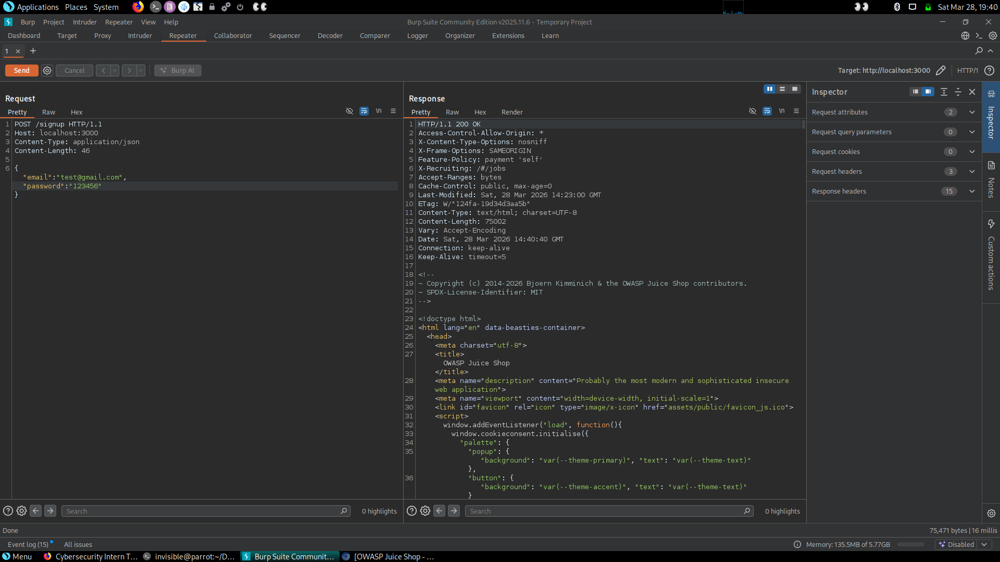 Applications Places System
Sat Mar 28, 19:40
Burp Project Intruder Repeater View Help
Burp Suite Community Edition v2025.11.6 - Temporary Project
Dashboard Target Proxy Intruder Repeater Collaborator Sequencer Decoder Comparer Logger Organizer Extensions Learn
1 × +
Send Cancel < > Burp AI
Target: http://localhost:3000 HTTP/1
Request
Pretty Raw Hex \n
1 POST /signup HTTP/1.1
2 Host: localhost:3000
3 Content-Type: application/json
4 Content-Length: 46
5
6 {
"email":"test@gmail.com",
"password":"123456"
}
Search 0 highlights
Response
Pretty Raw Hex Render \n
1 HTTP/1.1 200 OK
2 Access-Control-Allow-Origin: *
3 X-Content-Type-Options: nosniff
4 X-Frame-Options: SAMEORIGIN
5 Feature-Policy: payment 'self'
6 X-Recruiting: /#/jobs
7 Accept-Ranges: bytes
8 Cache-Control: public, max-age=0
9 Last-Modified: Sat, 28 Mar 2026 14:23:00 GMT
10 ETag: W/"124fa-19d34d3aa5b"
11 Content-Type: text/html; charset=UTF-8
12 Content-Length: 75002
13 Vary: Accept-Encoding
14 Date: Sat, 28 Mar 2026 14:40:40 GMT
15 Connection: keep-alive
16 Keep-Alive: timeout=5
17
18 <!--
19 ~ Copyright (c) 2014-2026 Bjoern Kimminich & the OWASP Juice Shop contributors.
20 ~ SPDX-License-Identifier: MIT
21 -->
22
23 <!doctype html>
24 <html lang="en" data-beasties-container>
25 <head>
26 <meta charset="utf-8">
27 <title>
OWASP Juice Shop
</title>
28 <meta name="description" content="Probably the most modern and sophisticated insecure
web application">
29 <meta name="viewport" content="width=device-width, initial-scale=1">
30 <link id="favicon" rel="icon" type="image/x-icon" href="assets/public/favicon_js.ico">
31 <script>
32 window.addEventListener("load", function(){
33 window.cookieconsent.initialise({
34 "palette": {
35 "popup": {
"background": "var(--theme-primary)", "text": "var(--theme-text)"
},
36 "button": {
"background": "var(--theme-accent)", "text": "var(--theme-text)"
}
Search 0 highlights
Inspector
Request attributes 2
Request query parameters 0
Request cookies 0
Request headers 3
Response headers 15
Inspector
Notes
Custom actions
Done
75,471 bytes | 16 millis
Event log (15) All issues
Memory: 135.5MB of 5.77GB Disabled
Menu Cybersecurity Intern T... invisible@parrot:~/D... Burp Suite Communit... [OWASP Juice Shop - ...